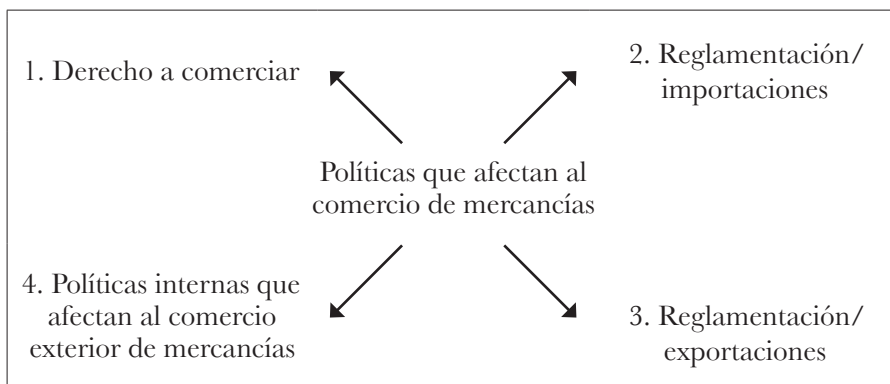 1. Derecho a comerciar
2. Reglamentación/
importaciones
Políticas que afectan al
comercio de mercancías
4. Políticas internas que
afectan al comercio
exterior de mercancías
3. Reglamentación/
exportaciones